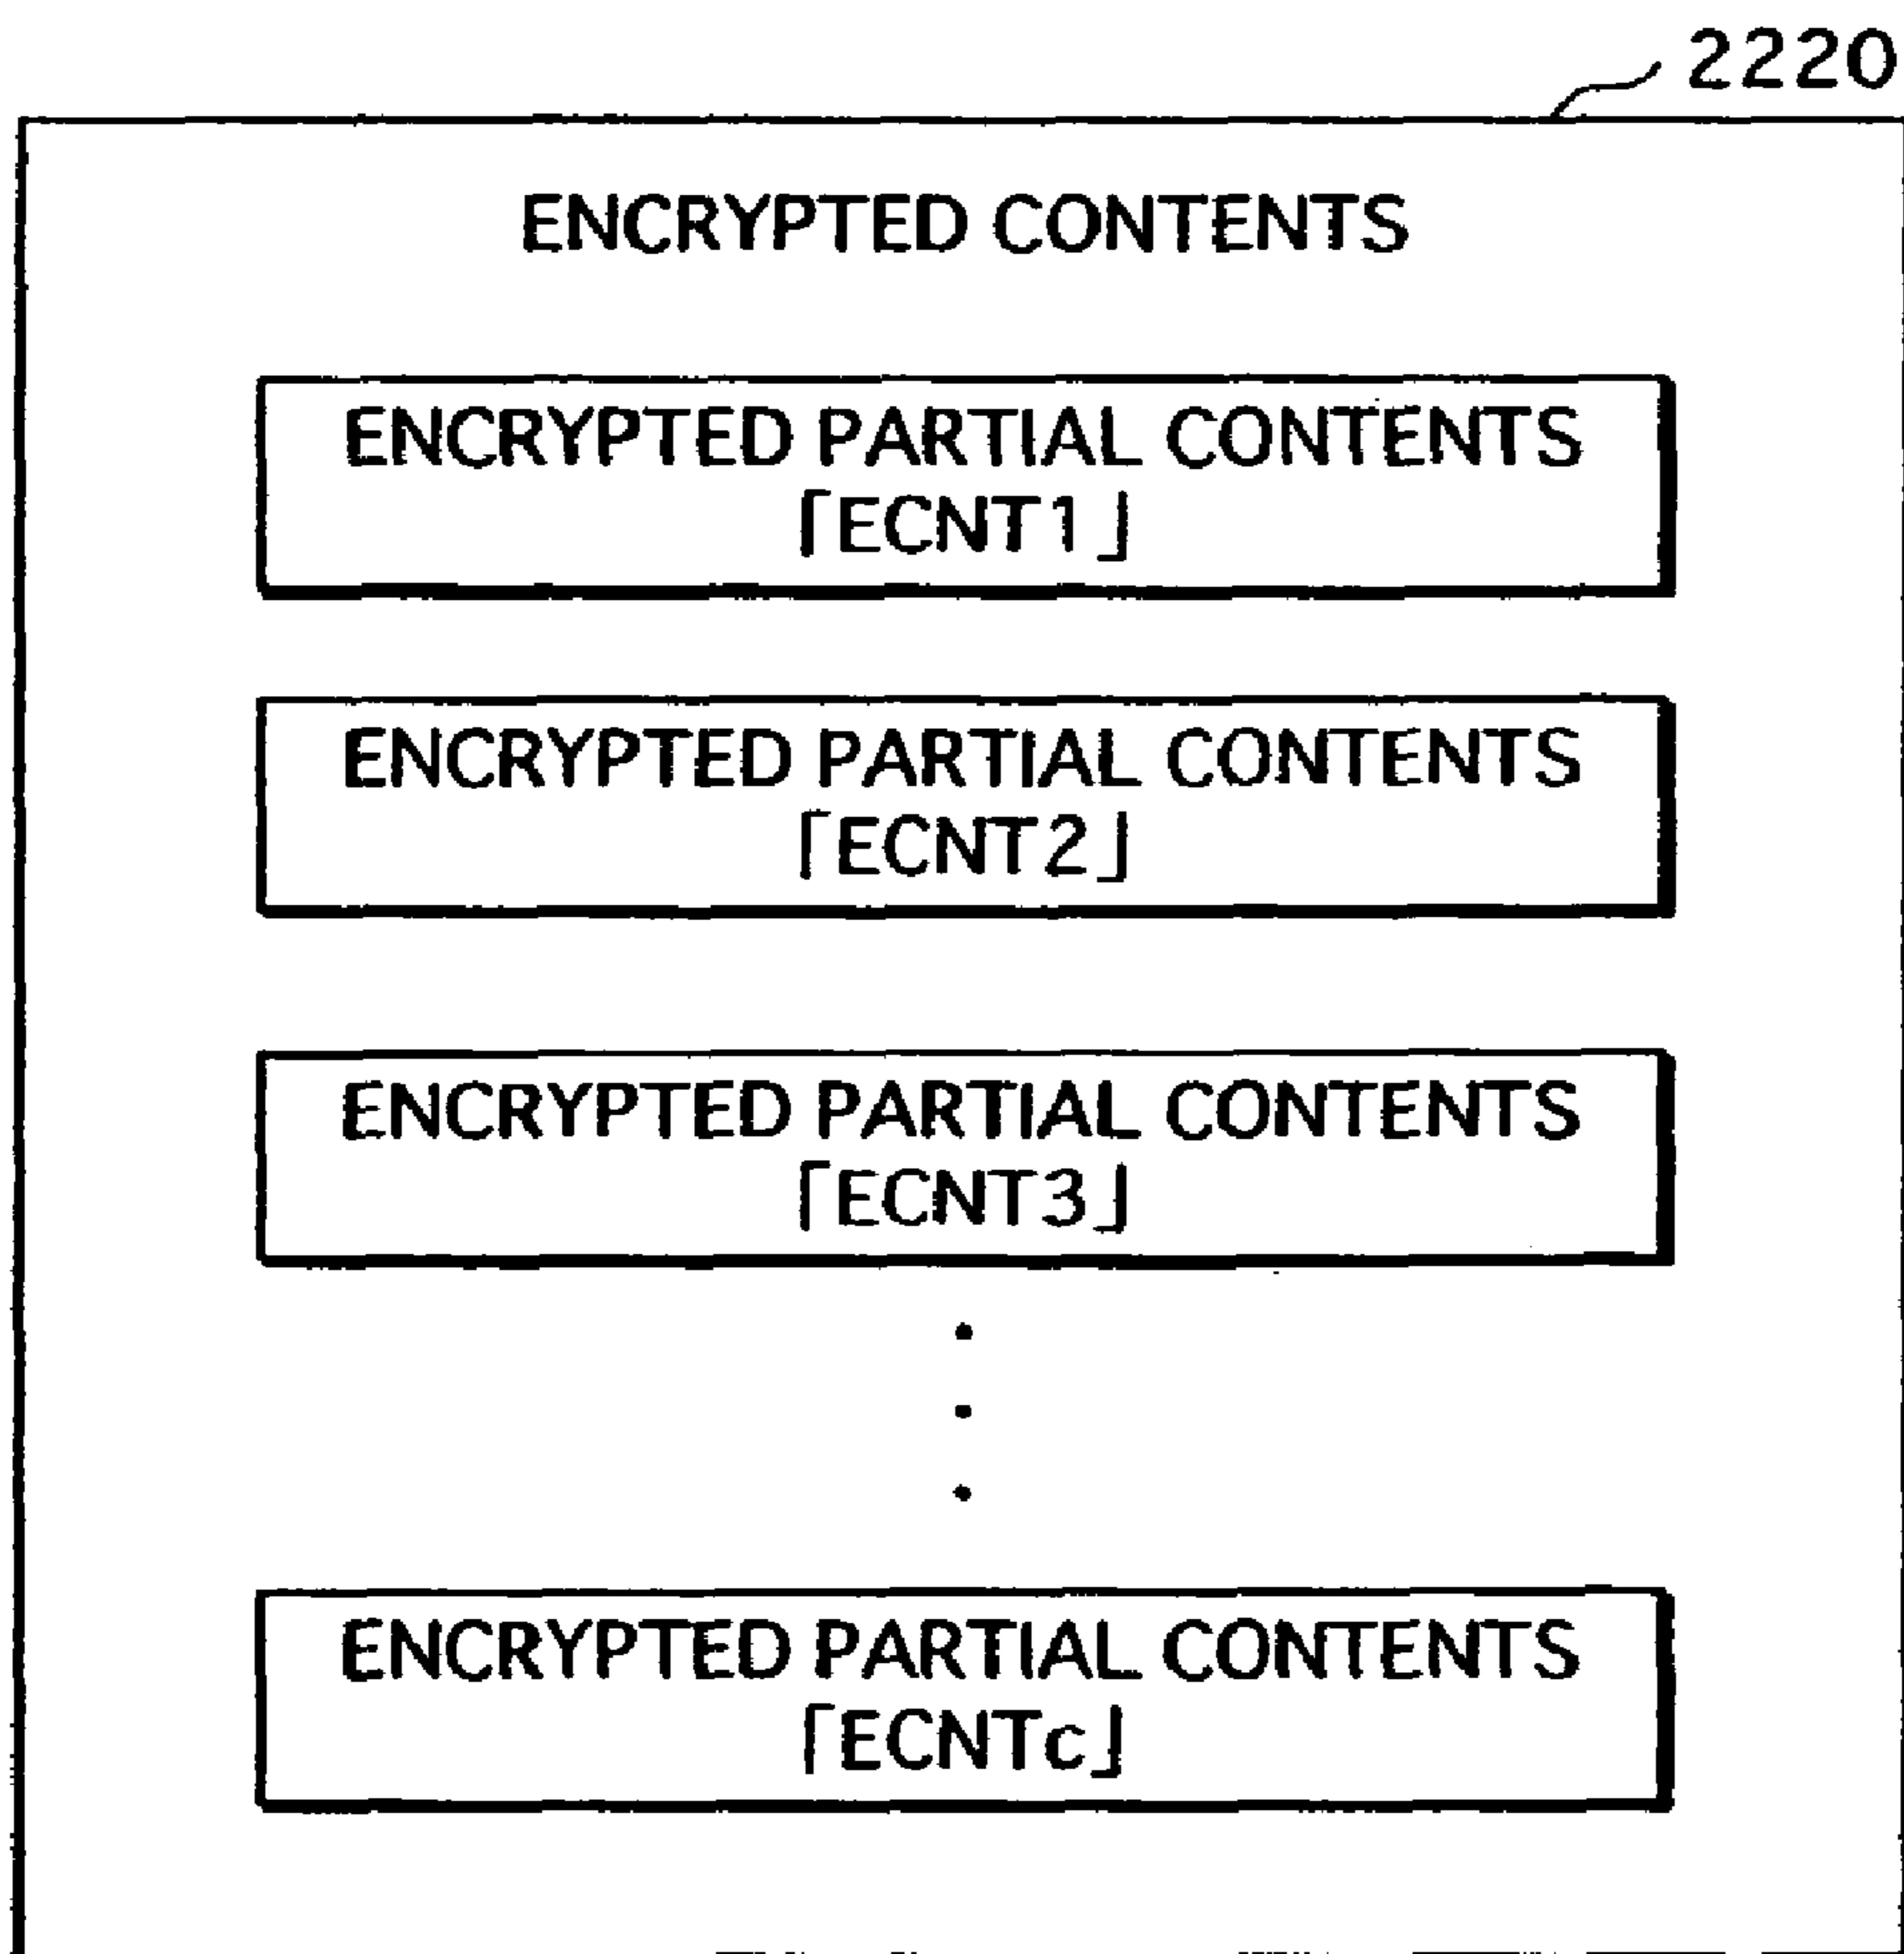 2220
ENCRYPTED CONTENTS
ENCRYPTED PARTIAL CONTENTS
「ECNT1」
ENCRYPTED PARTIAL CONTENTS
「ECNT2」
ENCRYPTED PARTIAL CONTENTS
「ECNT3」
ENCRYPTED PARTIAL CONTENTS
「ECNTc」